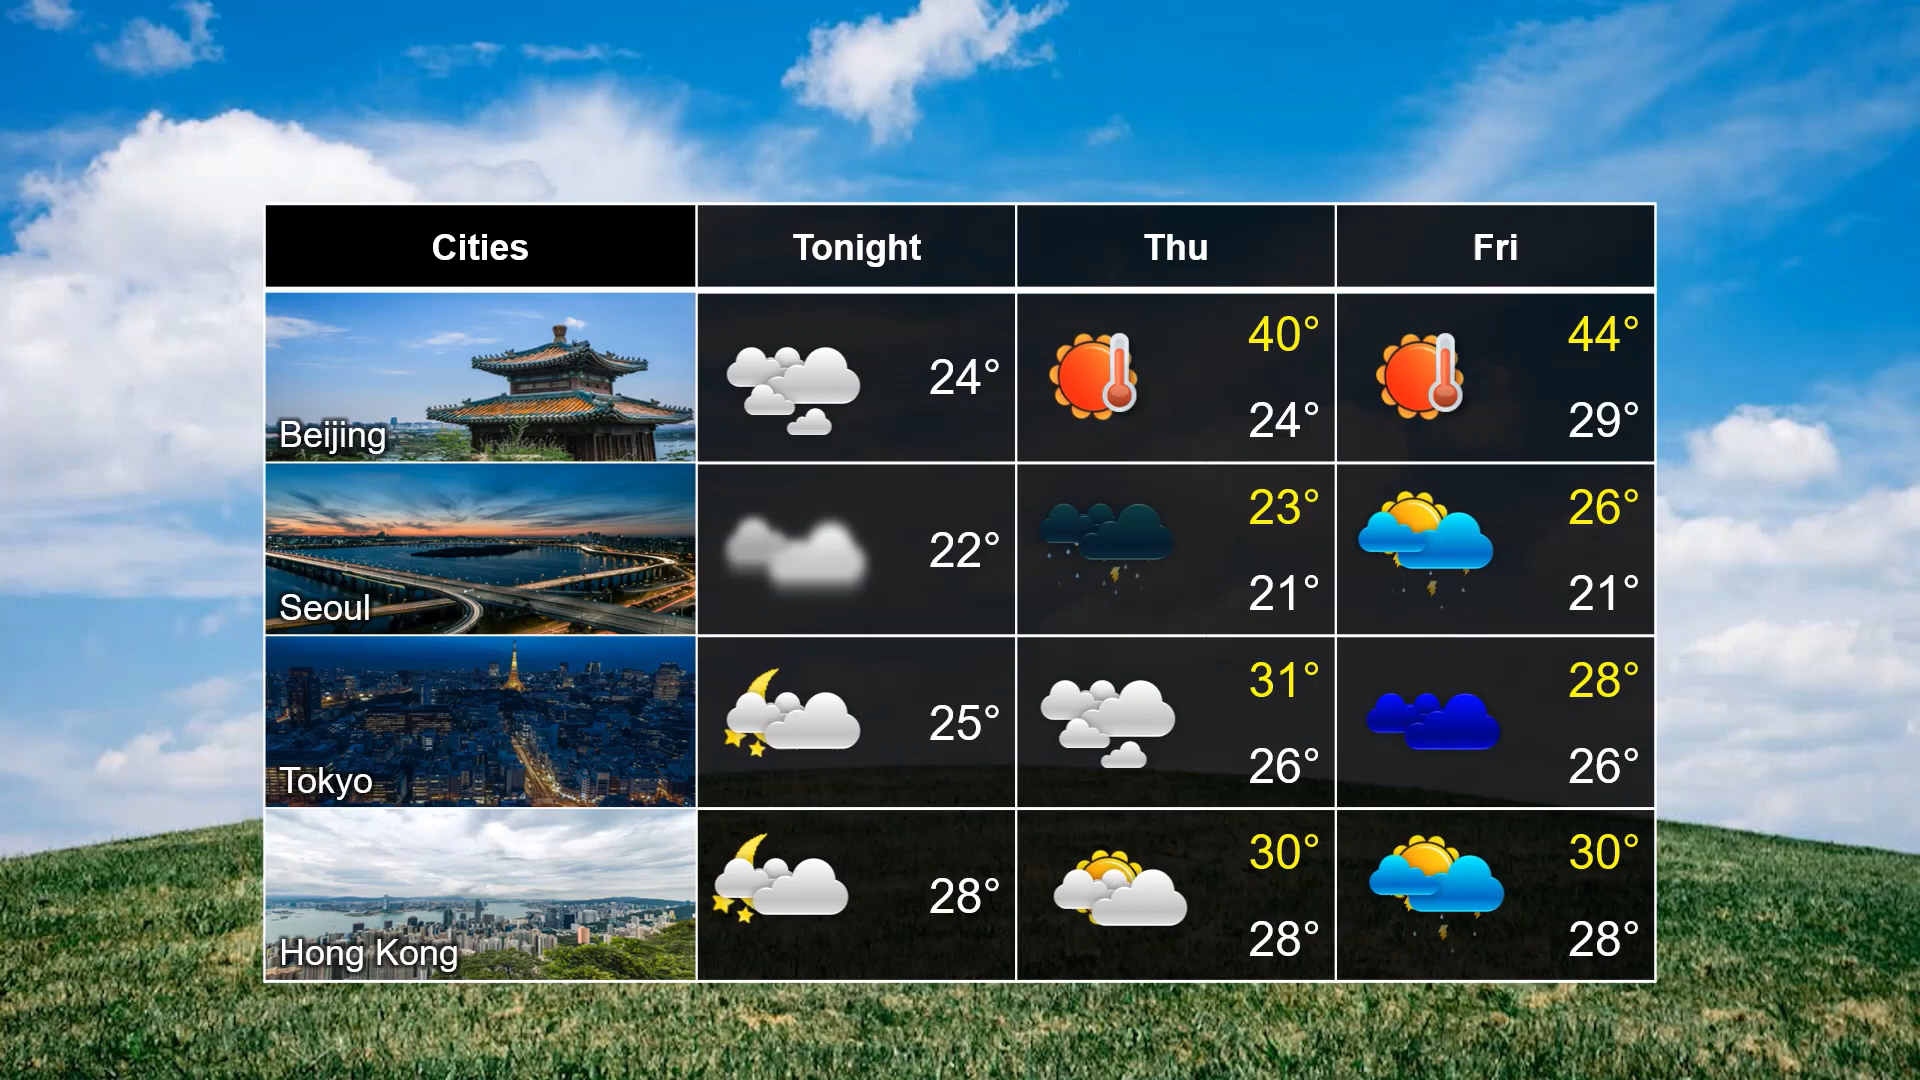 Cities Tonight Thu Fri
Beijing 24° 40° 24° 44° 29°
Seoul 22° 23° 21° 26° 21°
Tokyo 25° 31° 26° 28° 26°
Hong Kong 28° 30° 28° 30° 28°